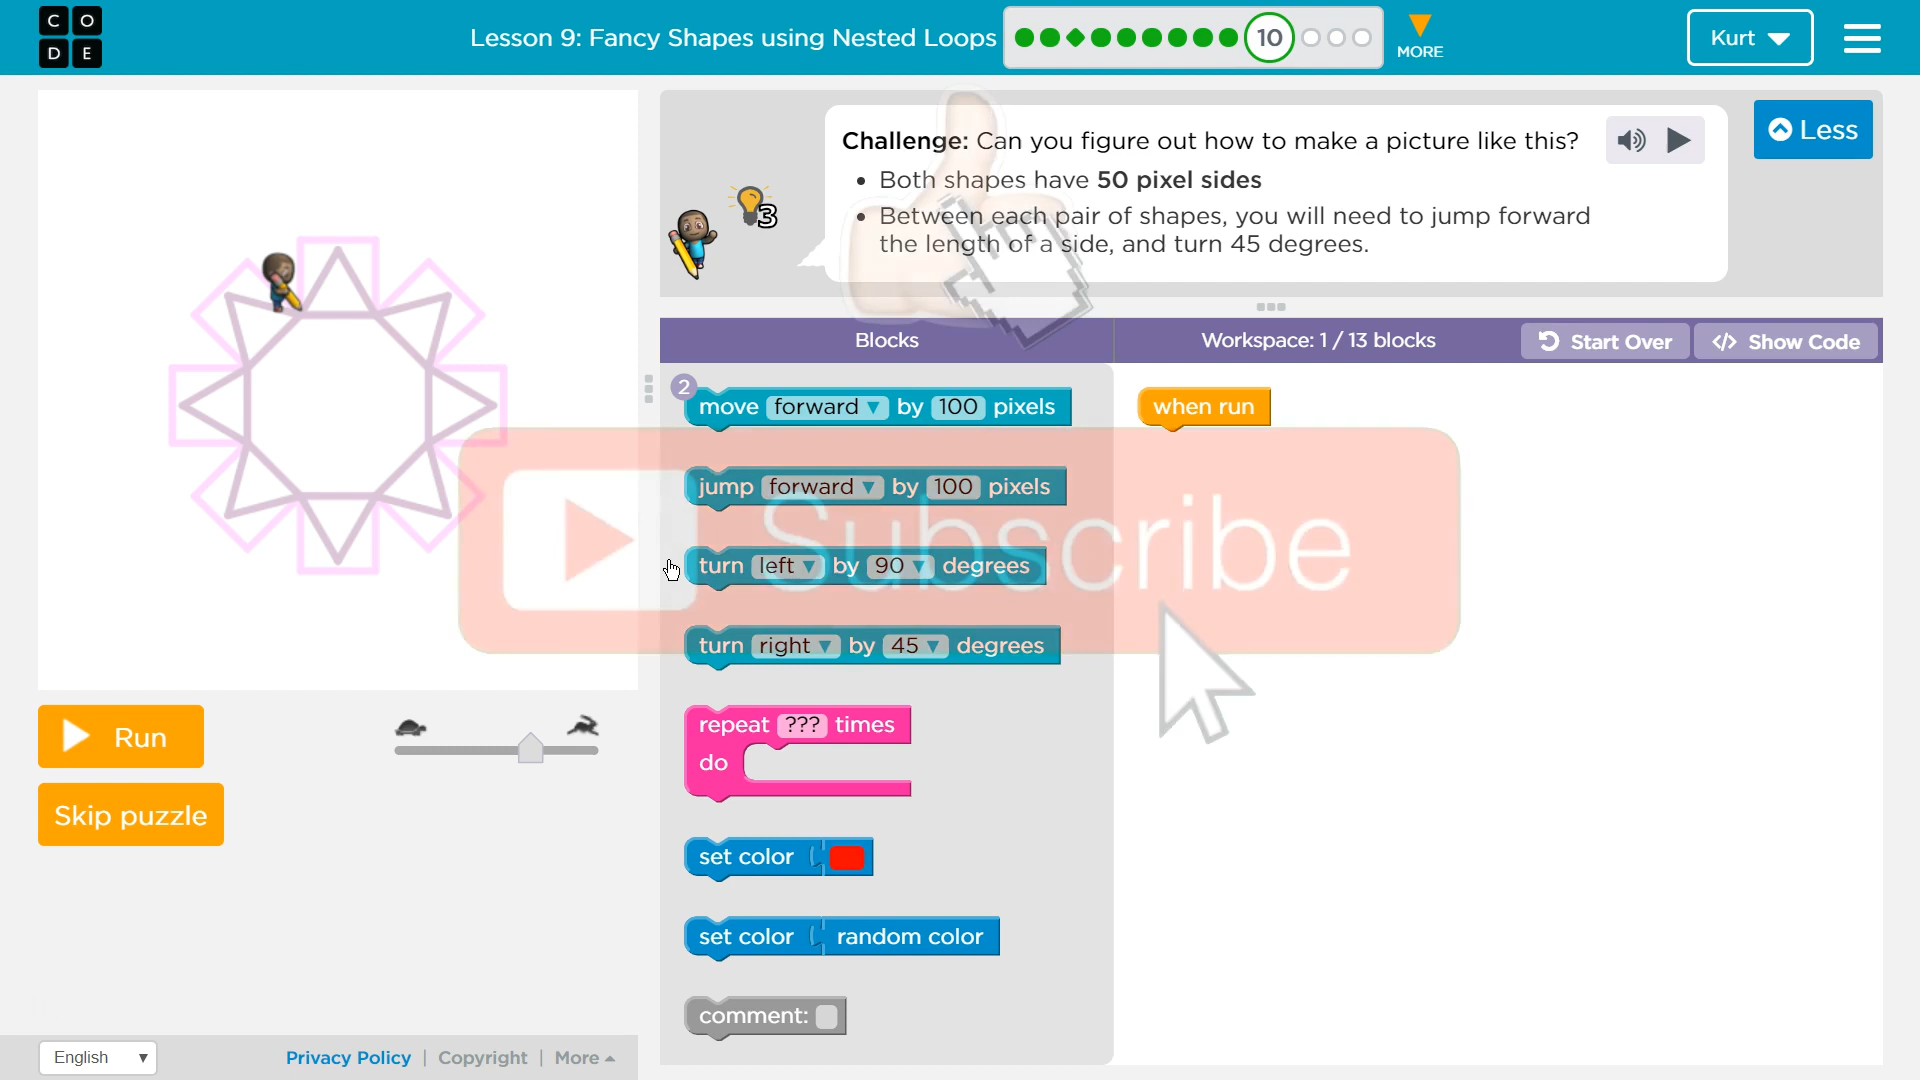 C O
D E
Lesson 9: Fancy Shapes using Nested Loops
10
MORE
Kurt
Challenge: Can you figure out how to make a picture like this?
Less
Both shapes have 50 pixel sides
3
Between each pair of shapes, you will need to jump forward
the length of a side, and turn 45 degrees.
Blocks
Workspace: 1 / 13 blocks
Start Over
</> Show Code
2
move forward by 100 pixels
when run
jump forward by 100 pixels
Subscribe
turn left by 90 degrees
turn right by 45 degrees
repeat ??? times
do
Run
Skip puzzle
set color
set color random color
comment:
English
Privacy Policy | Copyright | More